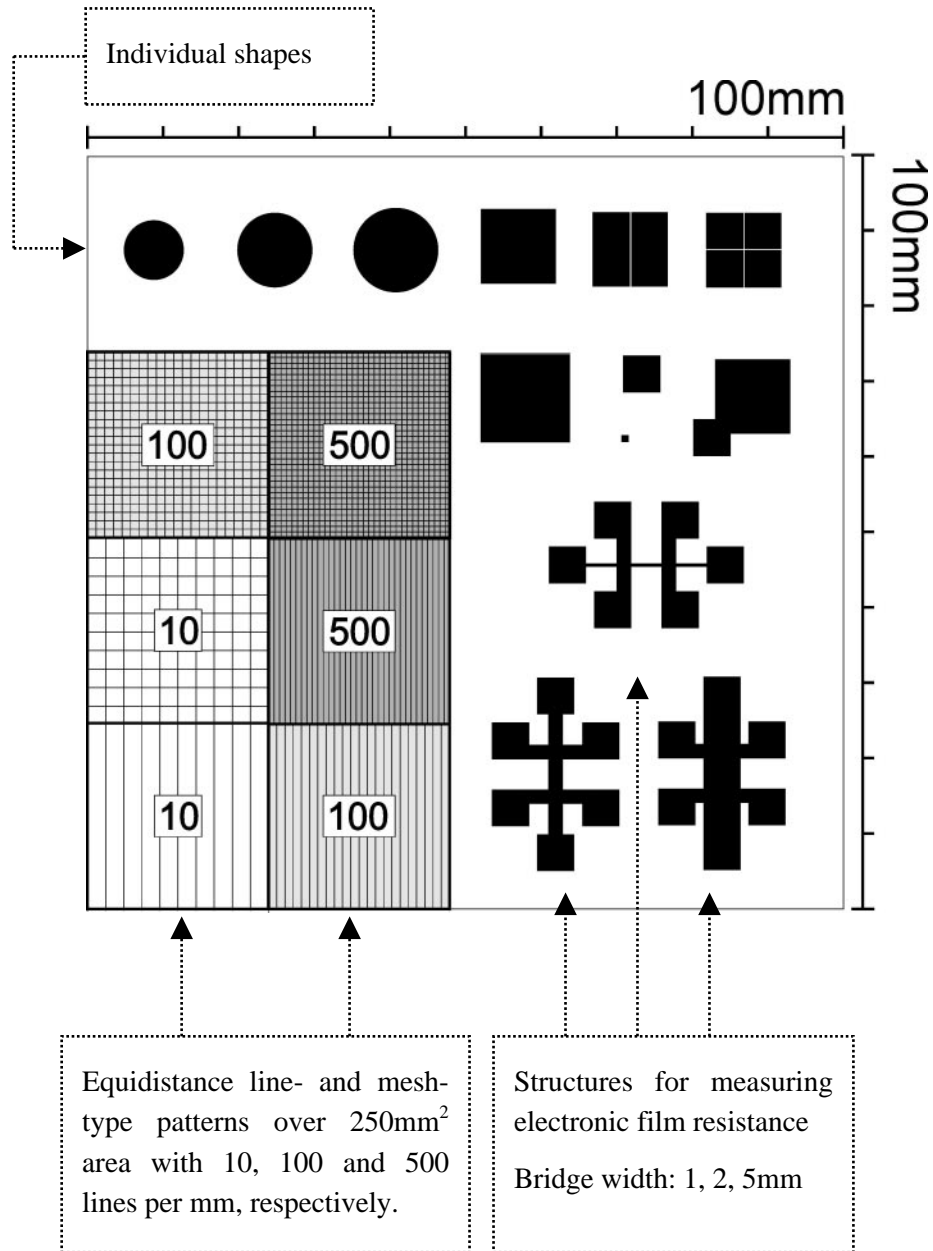 Individual shapes
100mm
100mm
100
500
10
500
10
100
Equidistance line- and mesh-
type patterns over 250mm²
area with 10, 100 and 500
lines per mm, respectively.
Structures for measuring
electronic film resistance
Bridge width: 1, 2, 5mm